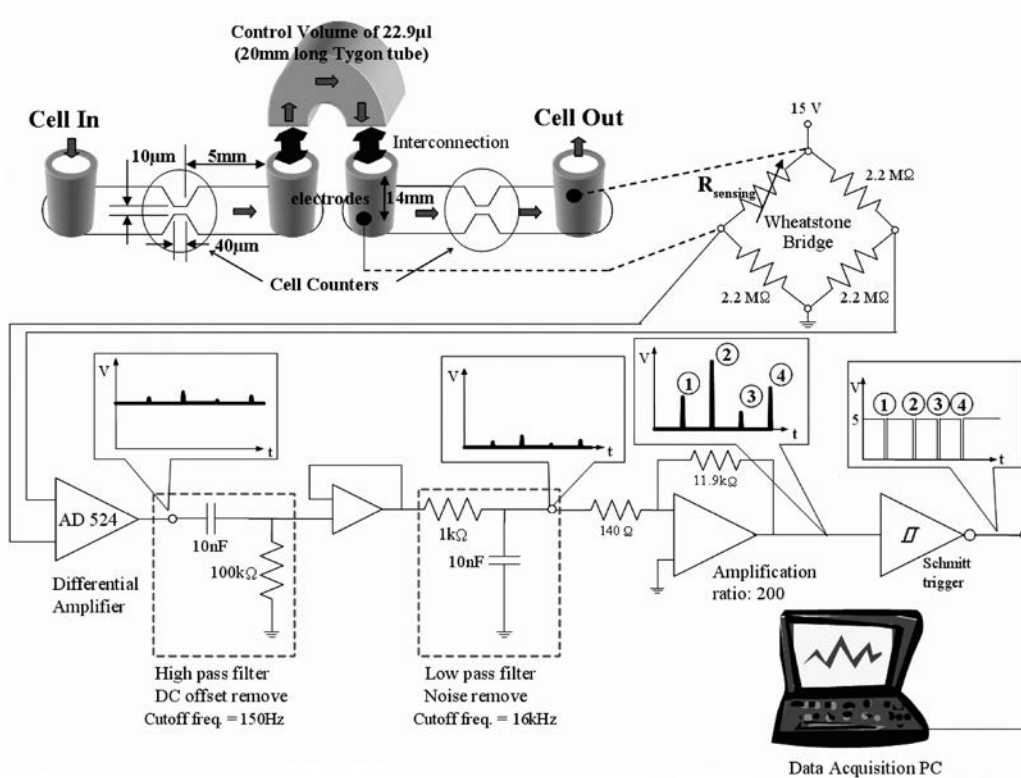 Control Volume of 22.9µl
(20mm long Tygon tube)
Cell In
Cell Out
Interconnection
10µm
5mm
electrodes
14mm
40µm
Cell Counters
15 V
R sensing
2.2 MΩ
Wheatstone
Bridge
2.2 MΩ
2.2 MΩ
V
t
V
t
V
1
2
3
4
t
V
5
1
2
3
4
t
AD 524
10nF
100kΩ
1kΩ
10nF
140 Ω
11.9kΩ
Differential
Amplifier
Amplification
ratio: 200
Schmitt
trigger
High pass filter
DC offset remove
Cutoff freq. = 150Hz
Low pass filter
Noise remove
Cutoff freq. = 16kHz
Data Acquisition PC